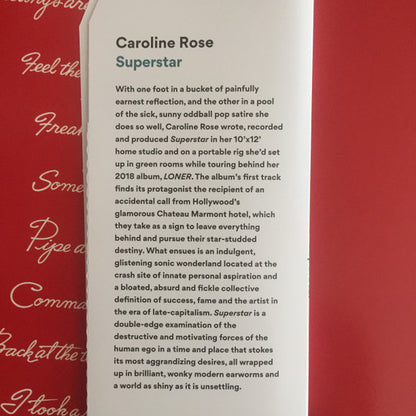 Feel the
Freak
Some
Pipe
Comma
Back at the
I took a
Caroline Rose
Superstar
With one foot in a bucket of painfully
earnest reflection, and the other in a pool
of the sick, sunny oddball pop satire she
does so well, Caroline Rose wrote, recorded
and produced Superstar in her 10'x12'
home studio and on a portable rig she'd set
up in green rooms while touring behind her
2018 album, LONER. The album's first track
finds its protagonist the recipient of an
accidental call from Hollywood's
glamorous Chateau Marmont hotel, which
they take as a sign to leave everything
behind and pursue their star-studded
destiny. What ensues is an indulgent,
glistening sonic wonderland located at the
crash site of innate personal aspiration and
a bloated, absurd and fickle collective
definition of success, fame and the artist in
the era of late-capitalism. Superstar is a
double-edge examination of the
destructive and motivating forces of the
human ego in a time and place that stokes
its most aggrandizing desires, all wrapped
up in brilliant, wonky modern earworms and
a world as shiny as it is unsettling.